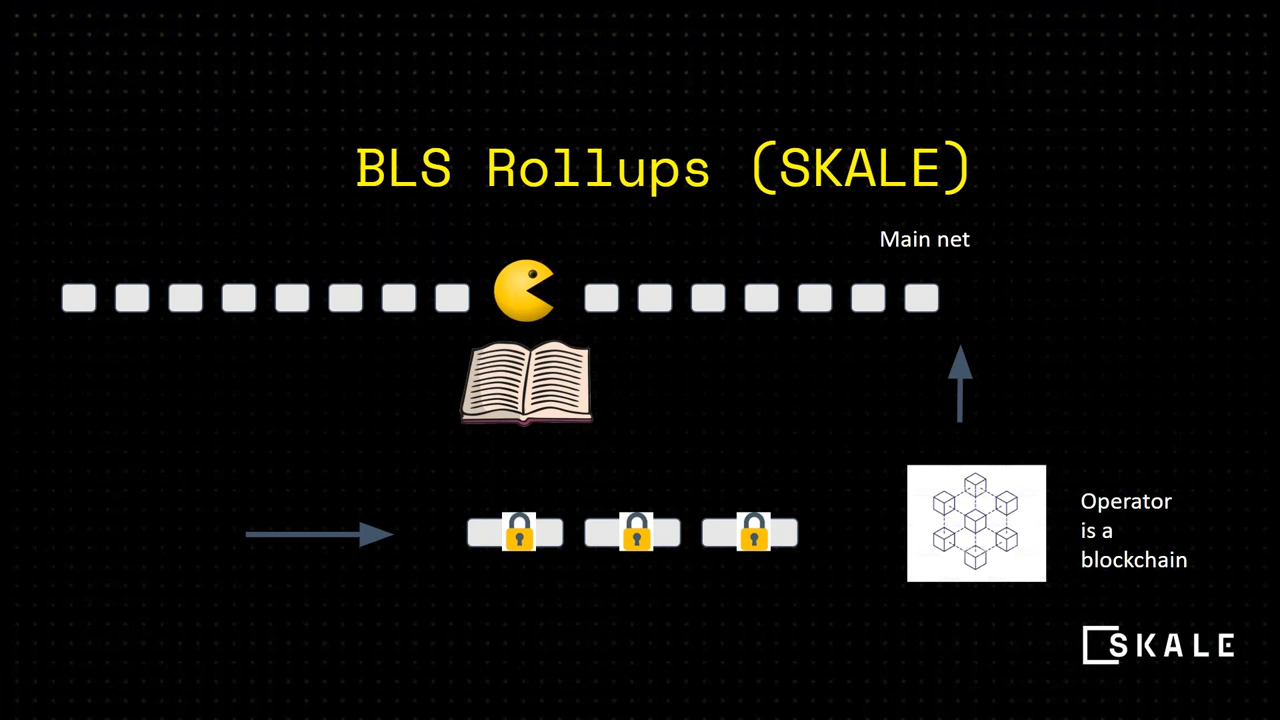 BLS Rollups (SKALE)
Main net
Operator
is a
blockchain
SKALE